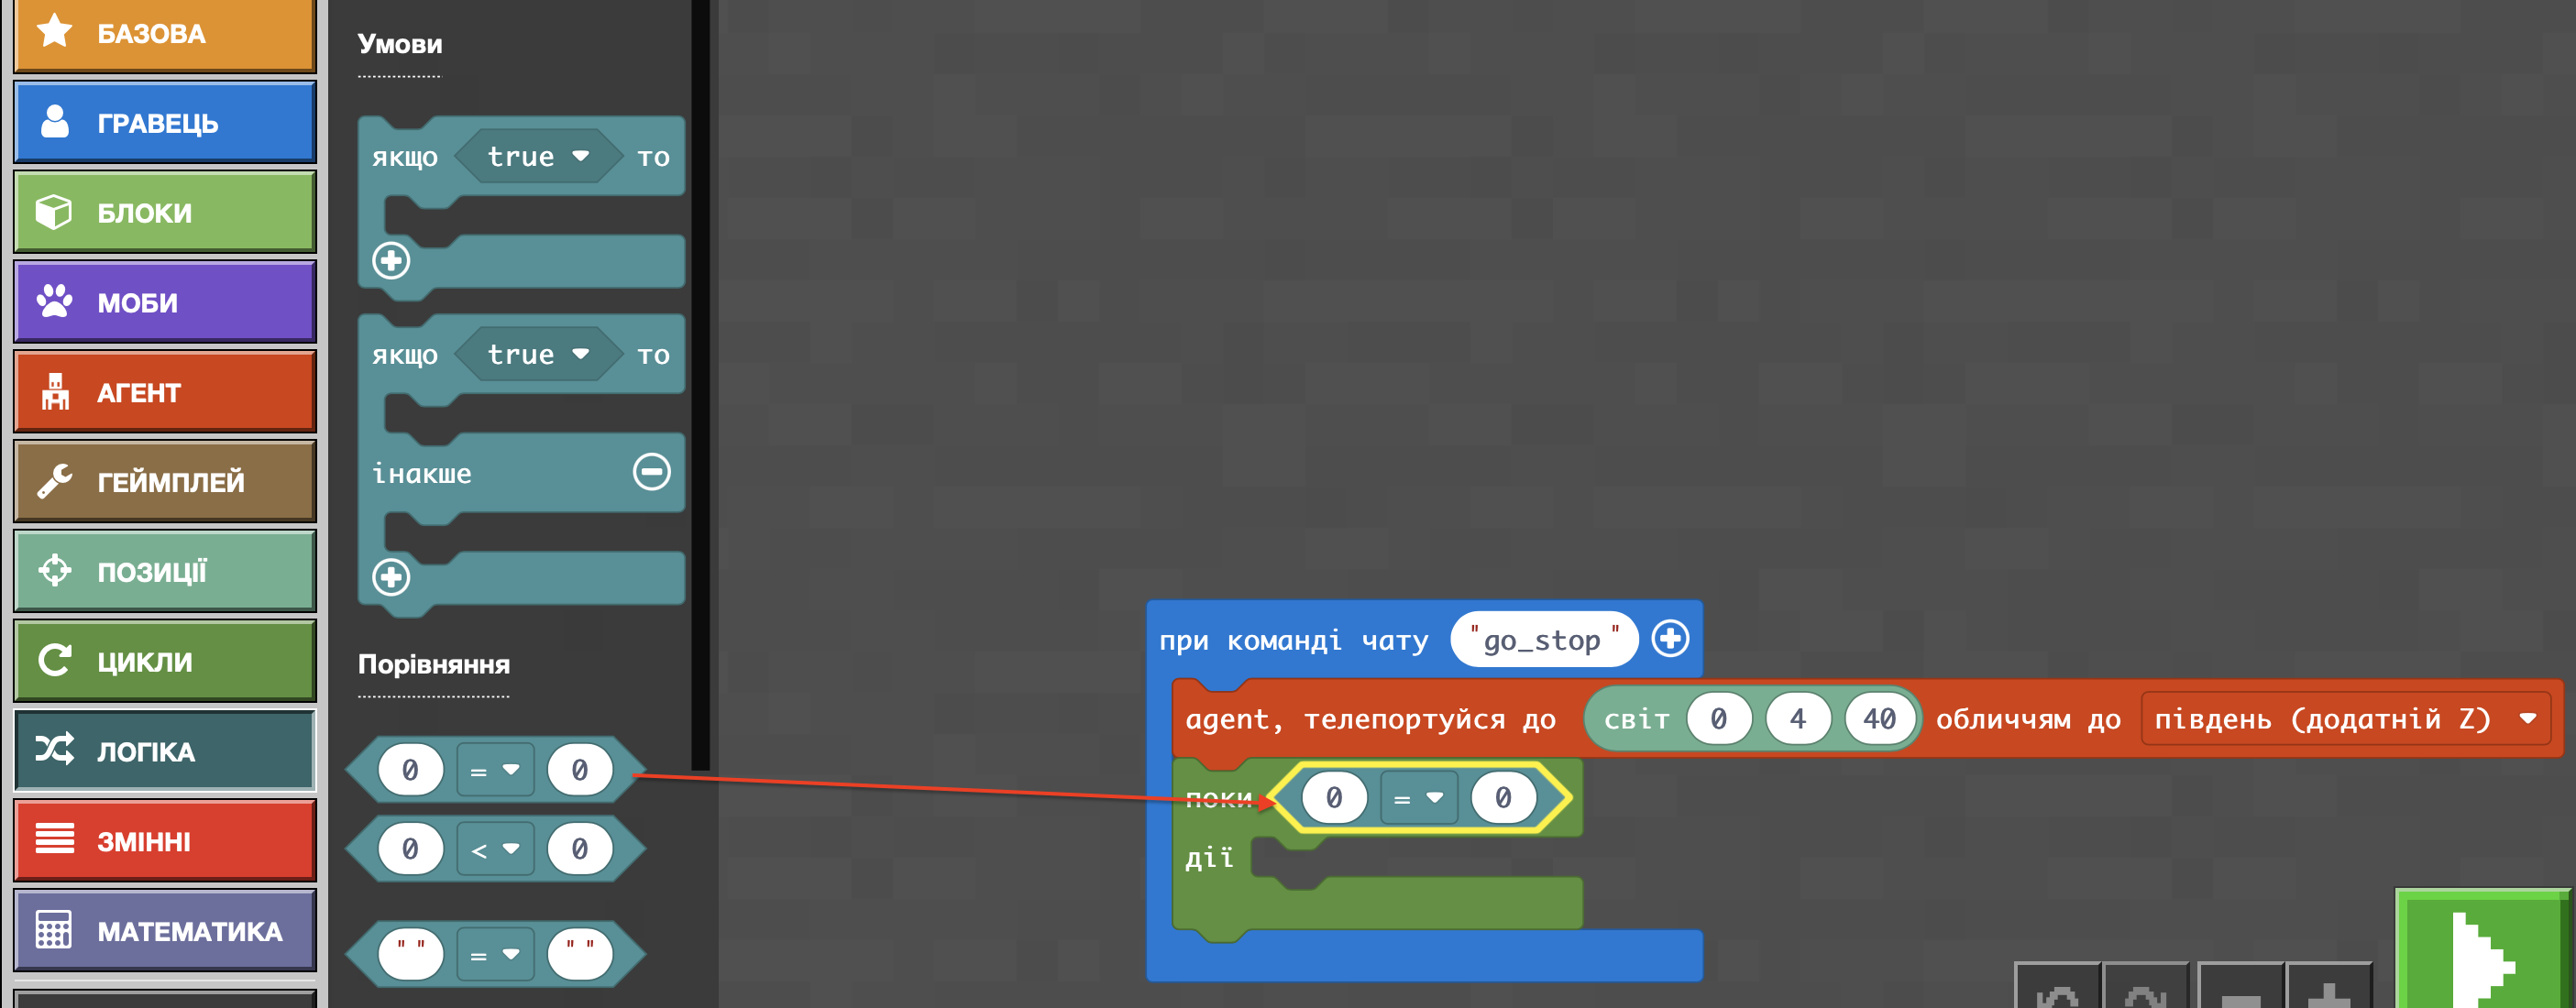 БАЗОВА
ГРАВЕЦЬ
БЛОКИ
МОБИ
АГЕНТ
ГЕЙМПЛЕЙ
ПОЗИЦІЇ
ЦИКЛИ
ЛОГІКА
ЗМІННІ
МАТЕМАТИКА
Умови
якщо true то
якщо true то
інакше
Порівняння
0 = 0
0 < 0
"" = ""
при команді чату "go_stop"
agent, телепортуйся до світ 0 4 40 обличчям до південь (додатній Z)
поки 0 = 0
дії